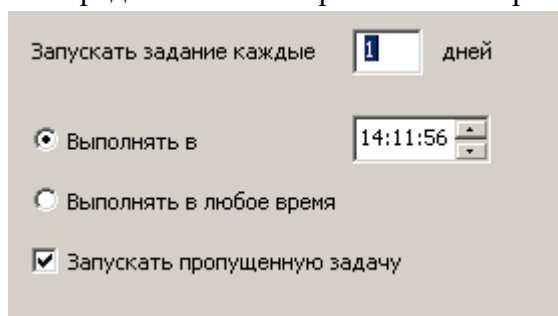 Запускать задание каждые 1 дней
Выполнять в 14:11:56
Выполнять в любое время
Запускать пропущенную задачу